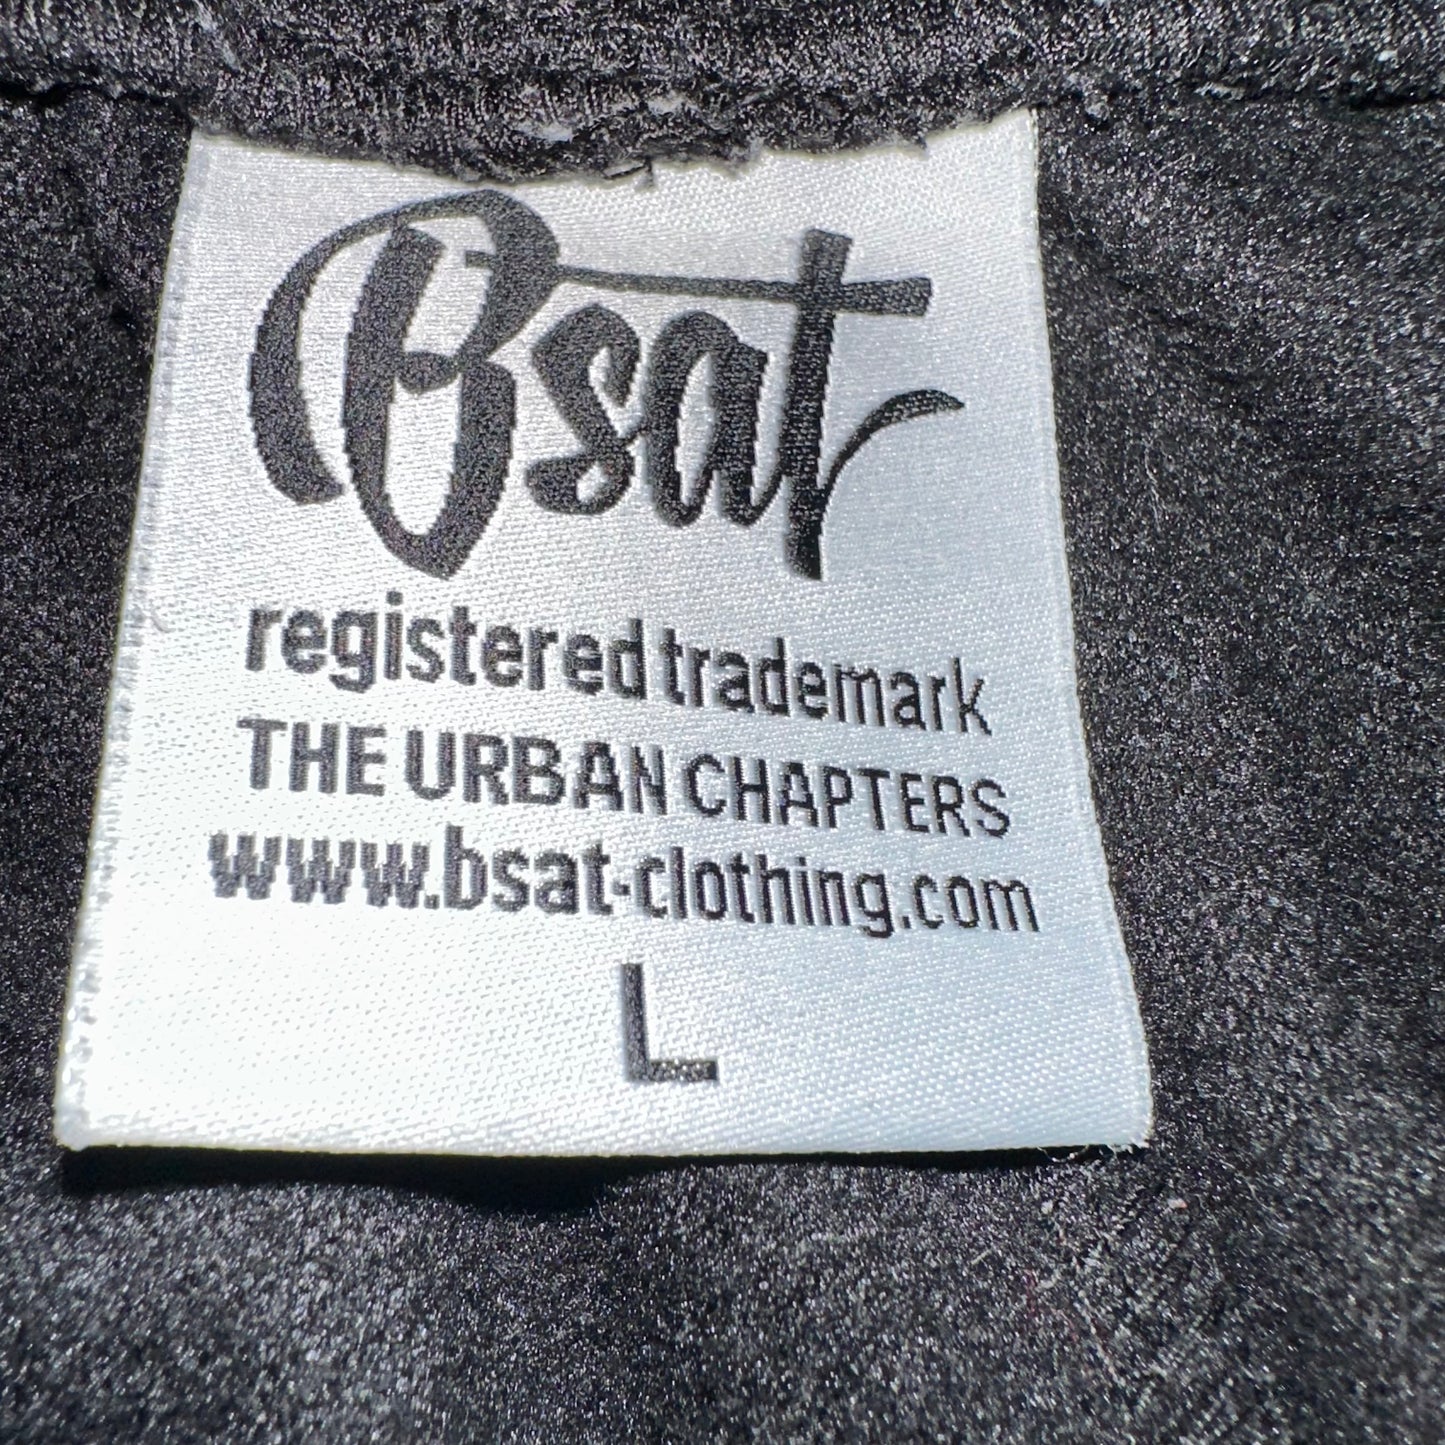 Bsat
registered trademark
THE URBAN CHAPTERS
www.bsat-clothing.com
L